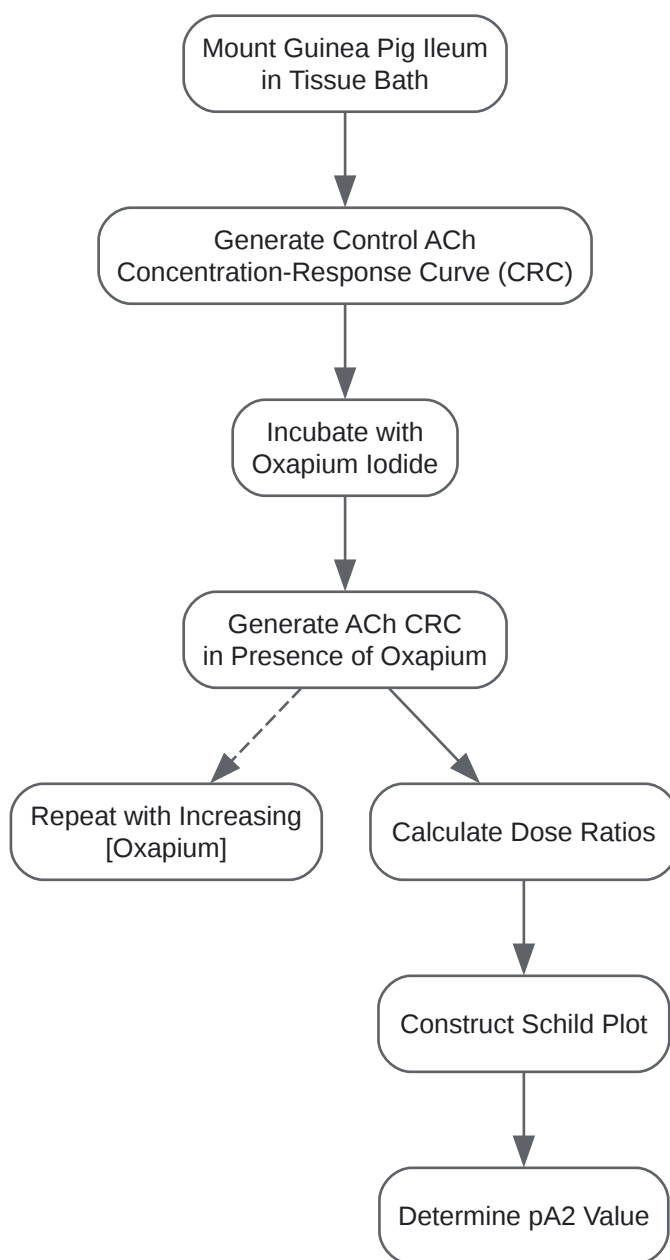 Mount Guinea Pig Ileum
in Tissue Bath
Generate Control ACh
Concentration-Response Curve (CRC)
Incubate with
Oxapium Iodide
Generate ACh CRC
in Presence of Oxapium
Repeat with Increasing
[Oxapium]
Calculate Dose Ratios
Construct Schild Plot
Determine pA2 Value